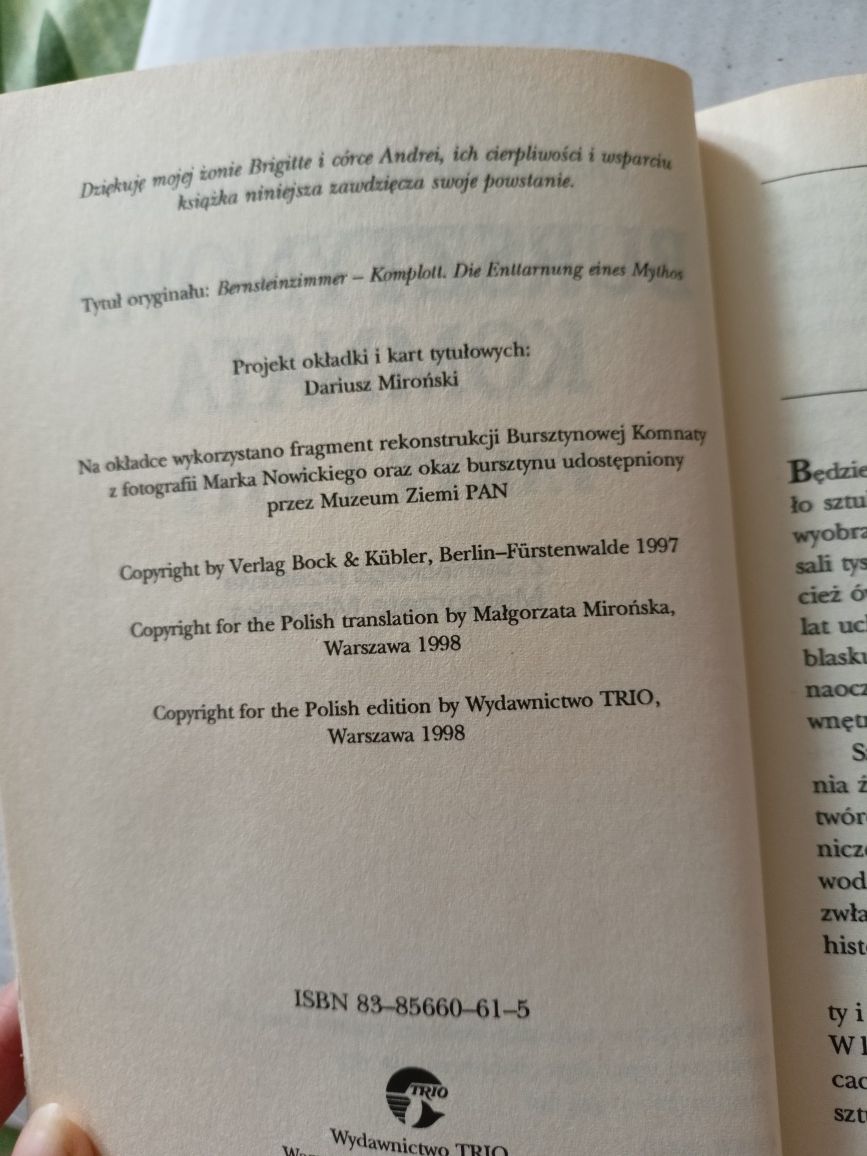 Dziękuję mojej żonie Brigitte i córce Andrei, ich cierpliwości i wsparciu
książka niniejsza zawdzięcza swoje powstanie.
Tytuł oryginału: Bernsteinzimmer – Komplott. Die Enttarnung eines Mythos
Projekt okładki i kart tytułowych:
Dariusz Miroński
Na okładce wykorzystano fragment rekonstrukcji Bursztynowej Komnaty
z fotografii Marka Nowickiego oraz okaz bursztynu udostępniony
przez Muzeum Ziemi PAN
Copyright by Verlag Bock & Kübler, Berlin–Fürstenwalde 1997
Copyright for the Polish translation by Małgorzata Mirońska,
Warszawa 1998
Copyright for the Polish edition by Wydawnictwo TRIO,
Warszawa 1998
ISBN 83–85660–61–5
TRIO
Wydawnictwo TRIO
Będzie
ło sztu
wyobra
sali tys
cież ó
lat uc
blasku
naocz
wnętr
S
nia ż
twór
nicz
wod
zwła
hist
ty i
W
cac
sztu